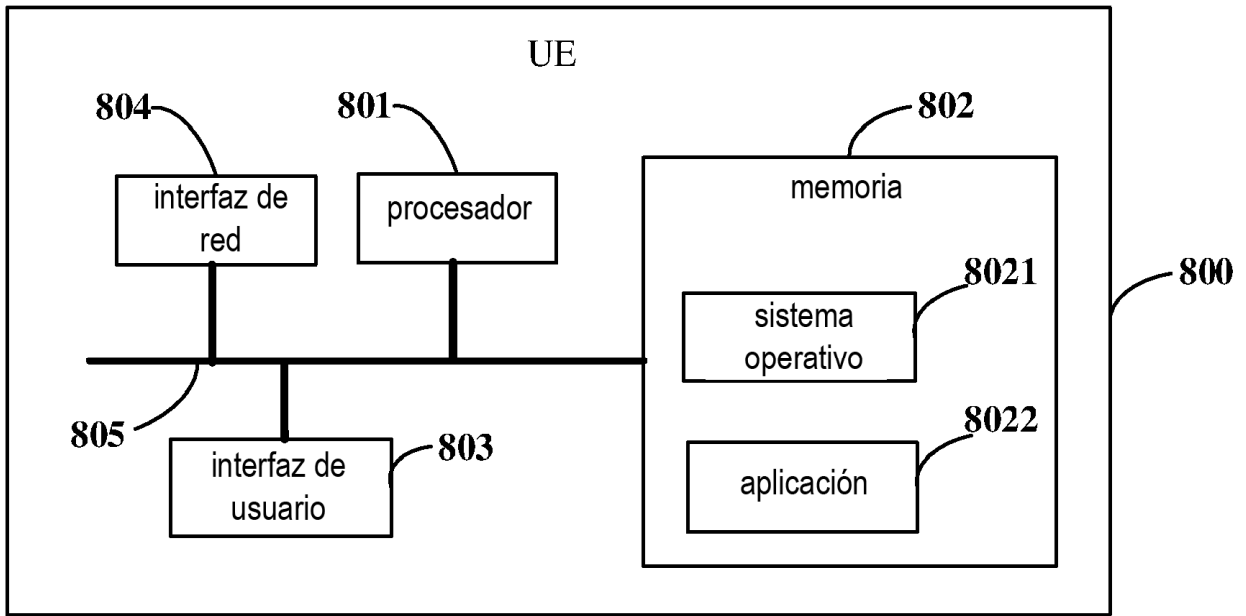 UE
804
801
802
interfaz de
red
procesador
memoria
8021
800
sistema
operativo
805
803
8022
interfaz de
usuario
aplicación